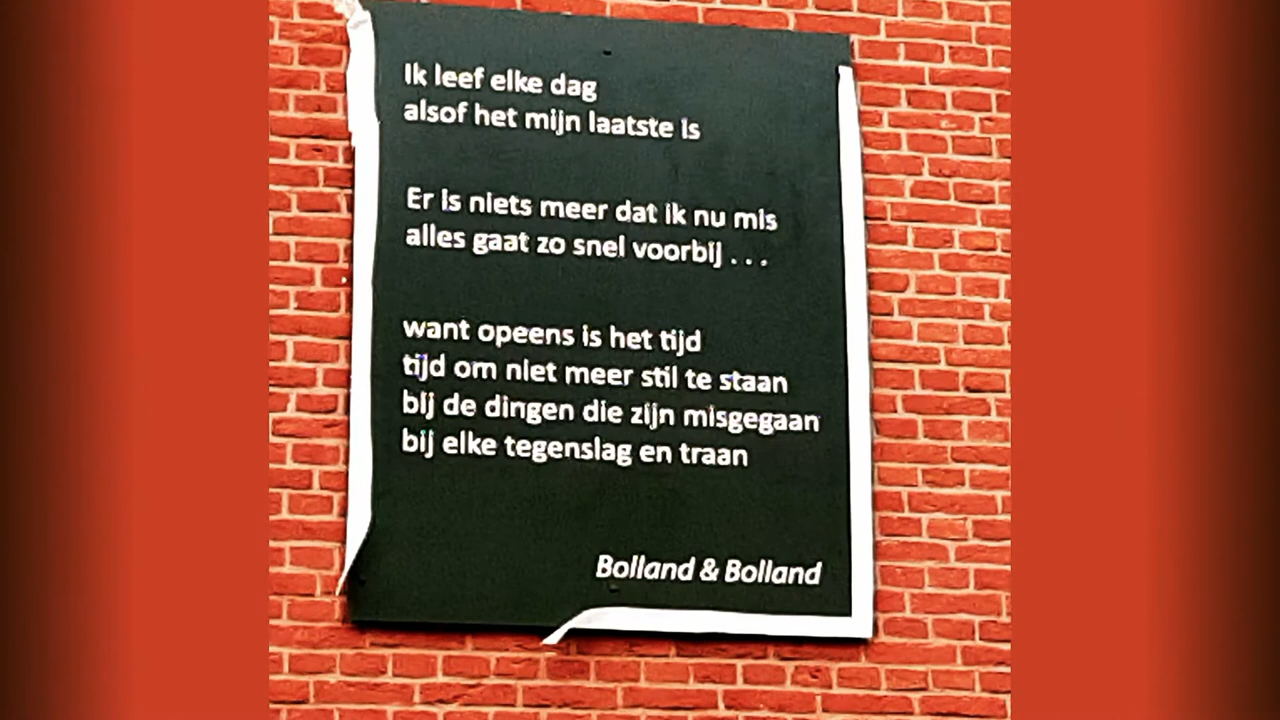 Ik leef elke dag
alsof het mijn laatste is
Er is niets meer dat ik nu mis
alles gaat zo snel voorbij . . .
want opeens is het tijd
tijd om niet meer stil te staan
bij de dingen die zijn misgegaan
bij elke tegenslag en traan
Bolland & Bolland